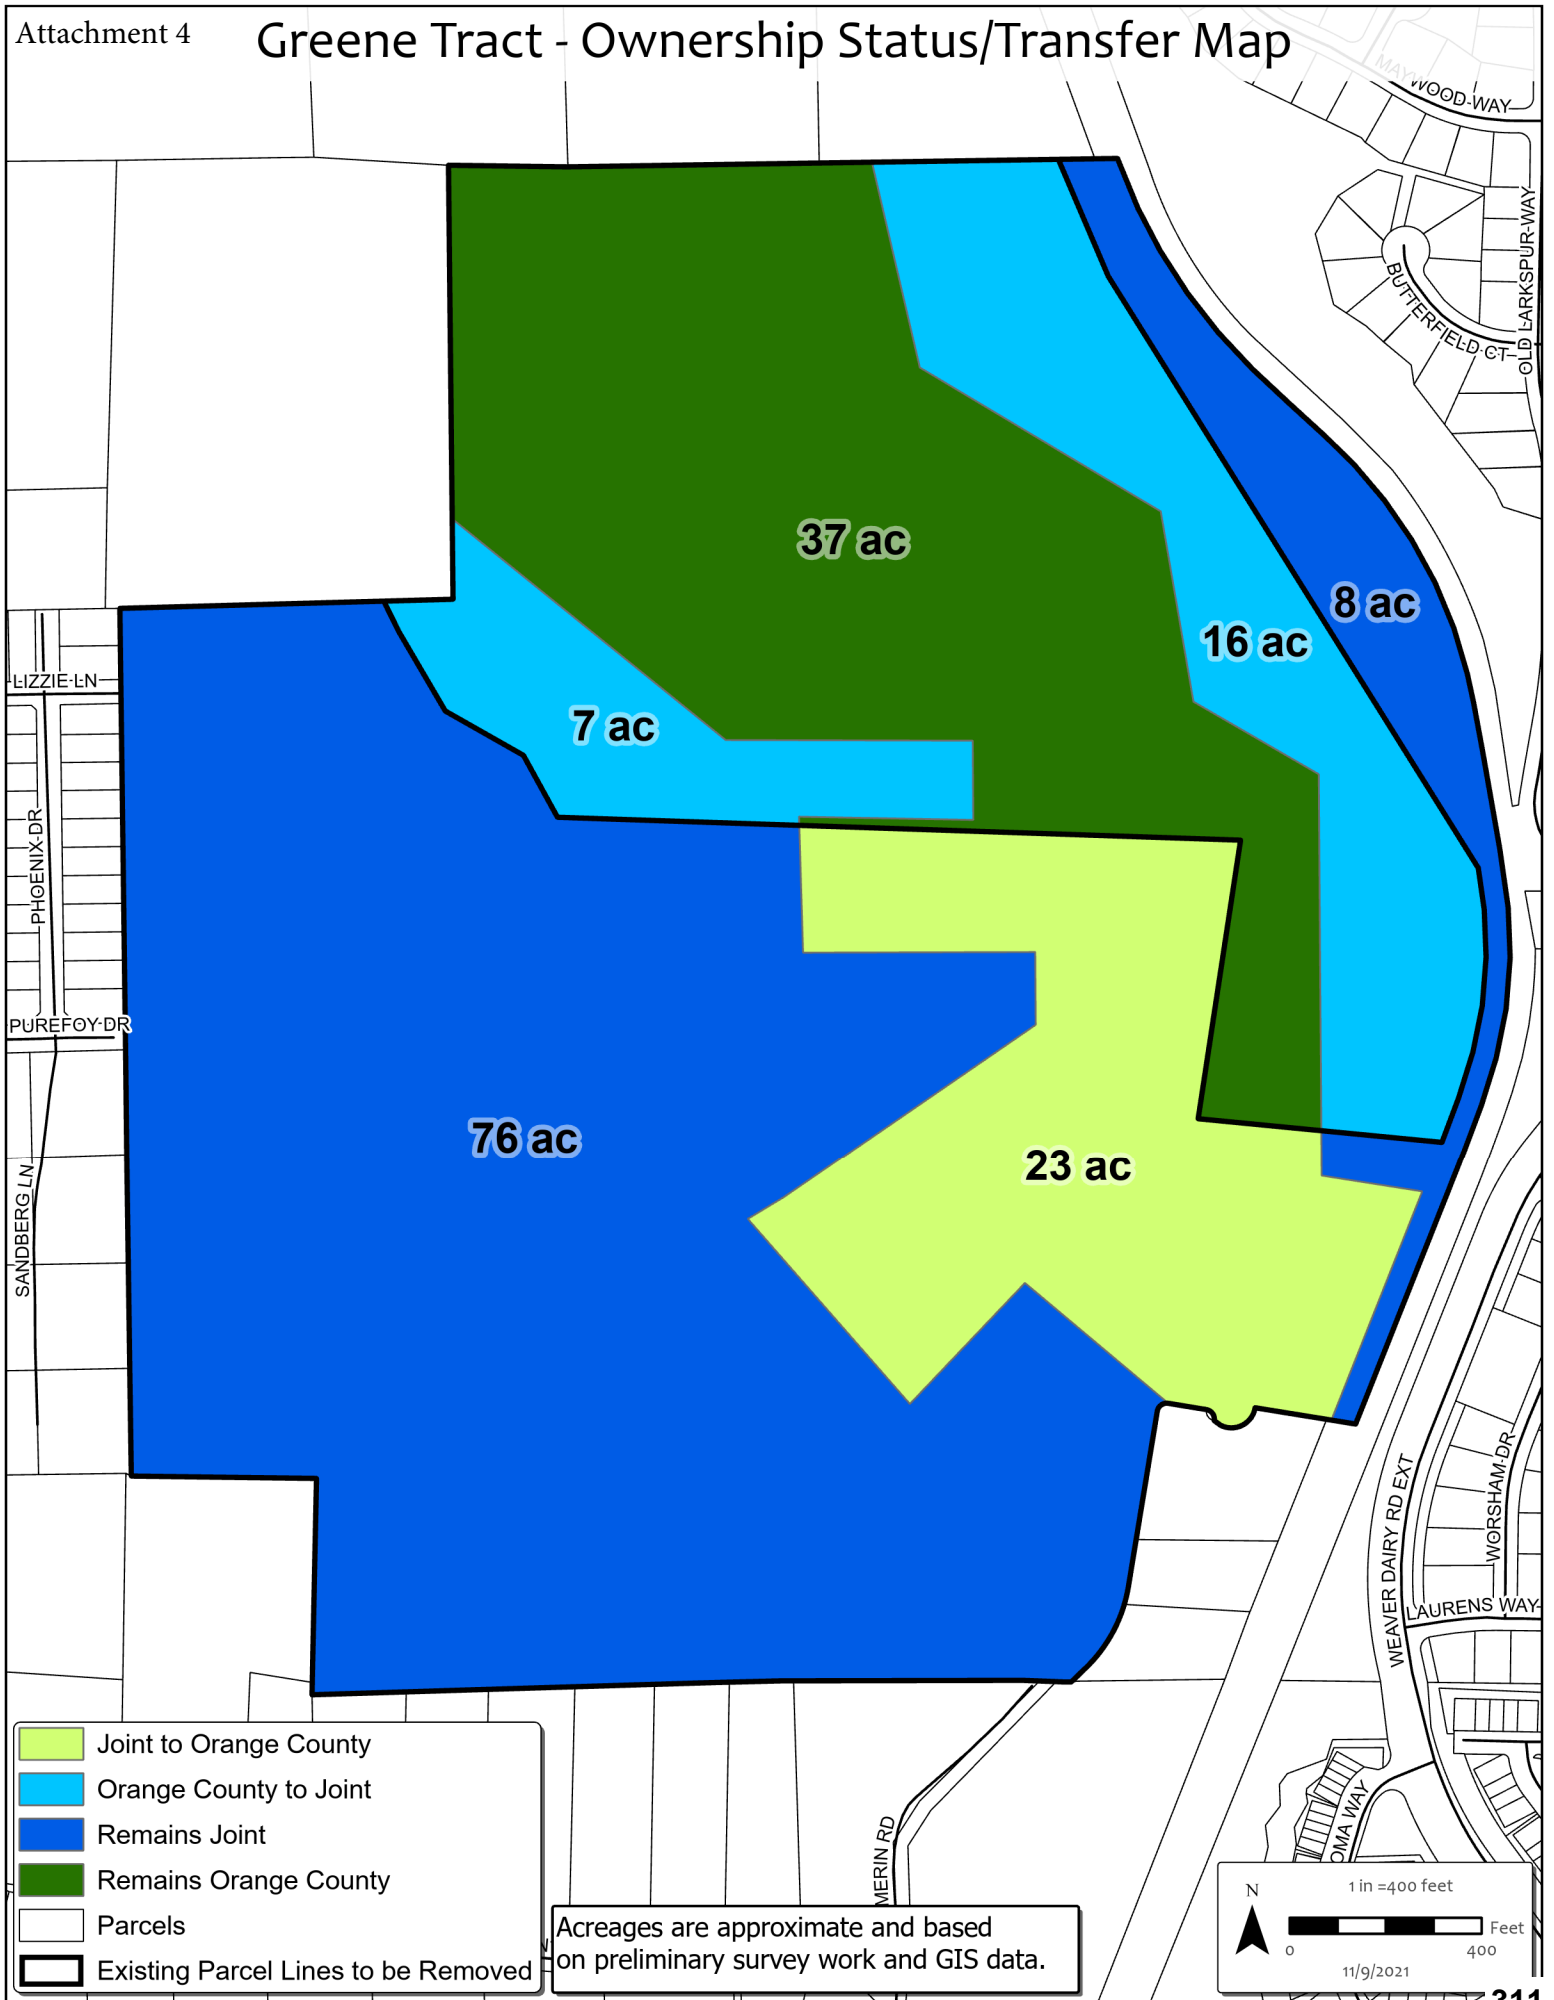 Attachment 4
Greene Tract - Ownership Status/Transfer Map
MAYWOOD WAY
OLD LARKSPUR WAY
BUTTERFIELD CT
37 ac
8 ac
16 ac
LIZZIE LN
7 ac
PHOENIX DR
PUREFOY DR
76 ac
23 ac
SANDBERG LN
WEAVER DAIRY RD EXT
WORSHAM DR
LAURENS WAY
OMA WAY
MERIN RD
Joint to Orange County
Orange County to Joint
Remains Joint
Remains Orange County
Parcels
Existing Parcel Lines to be Removed
Acreages are approximate and based
on preliminary survey work and GIS data.
N
1 in =400 feet
Feet
0 400
11/9/2021